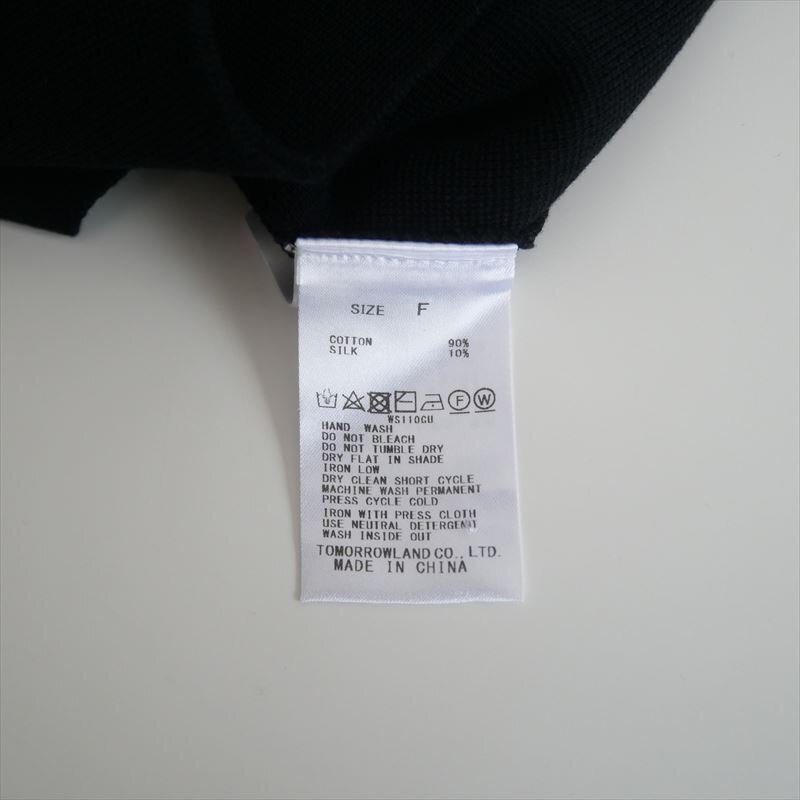 SIZE F
COTTON 90%
SILK 10%
F W
WS110GU
HAND WASH
DO NOT BLEACH
DO NOT TUMBLE DRY
DRY FLAT IN SHADE
IRON LOW
DRY CLEAN SHORT CYCLE
MACHINE WASH PERMANENT
PRESS CYCLE COLD
IRON WITH PRESS CLOTH
USE NEUTRAL DETERGENT
WASH INSIDE OUT
TOMORROWLAND CO., LTD.
MADE IN CHINA